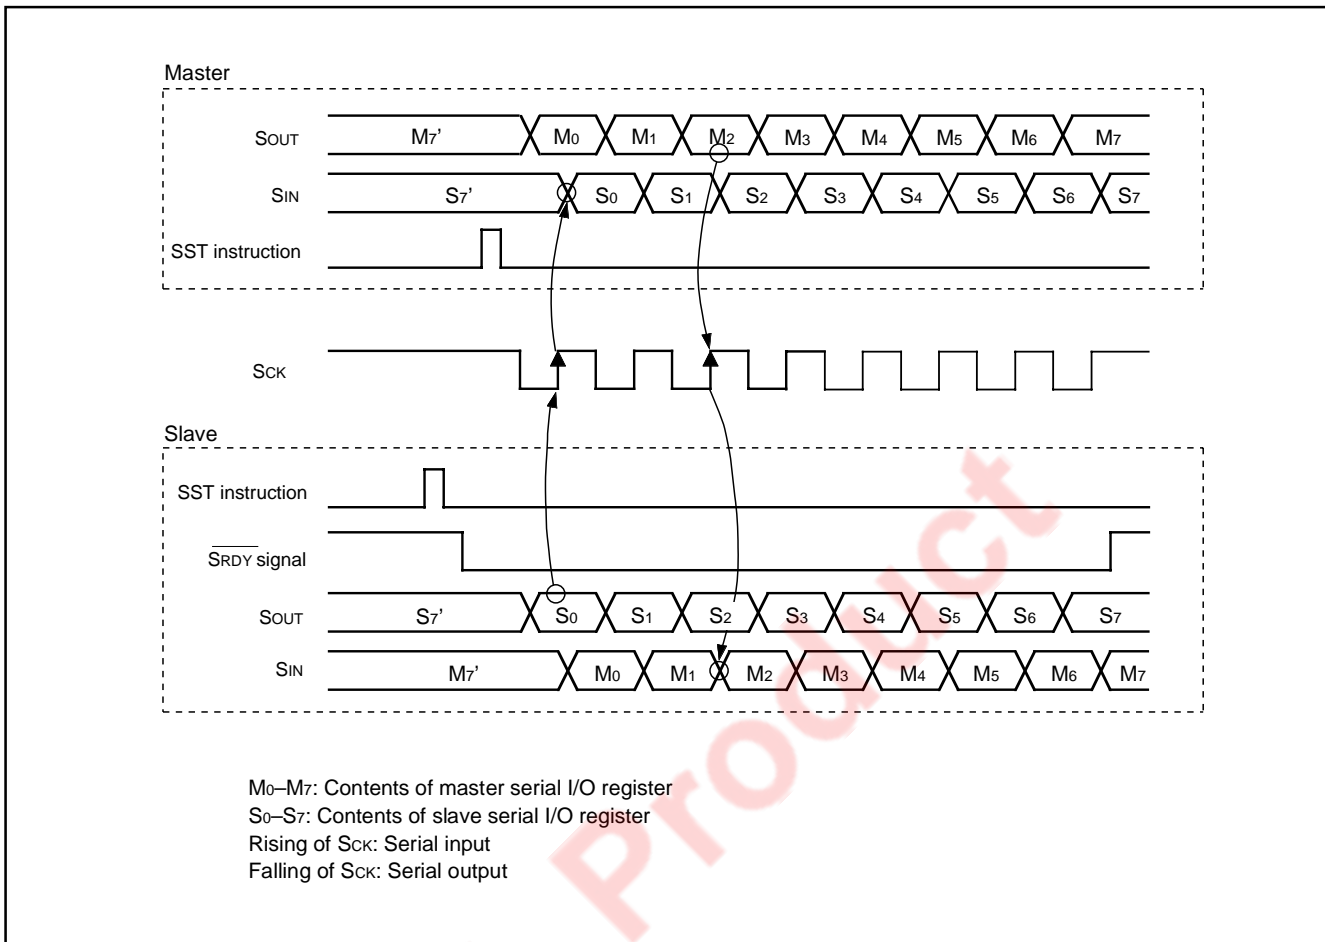 Master
SOUT M7' M0 M1 M2 M3 M4 M5 M6 M7
SIN S7' S0 S1 S2 S3 S4 S5 S6 S7
SST instruction
SCK
Slave
SST instruction
SRDY signal
SOUT S7' S0 S1 S2 S3 S4 S5 S6 S7
SIN M7' M0 M1 M2 M3 M4 M5 M6 M7
M0–M7: Contents of master serial I/O register
S0–S7: Contents of slave serial I/O register
Rising of SCK: Serial input
Falling of SCK: Serial output
Product